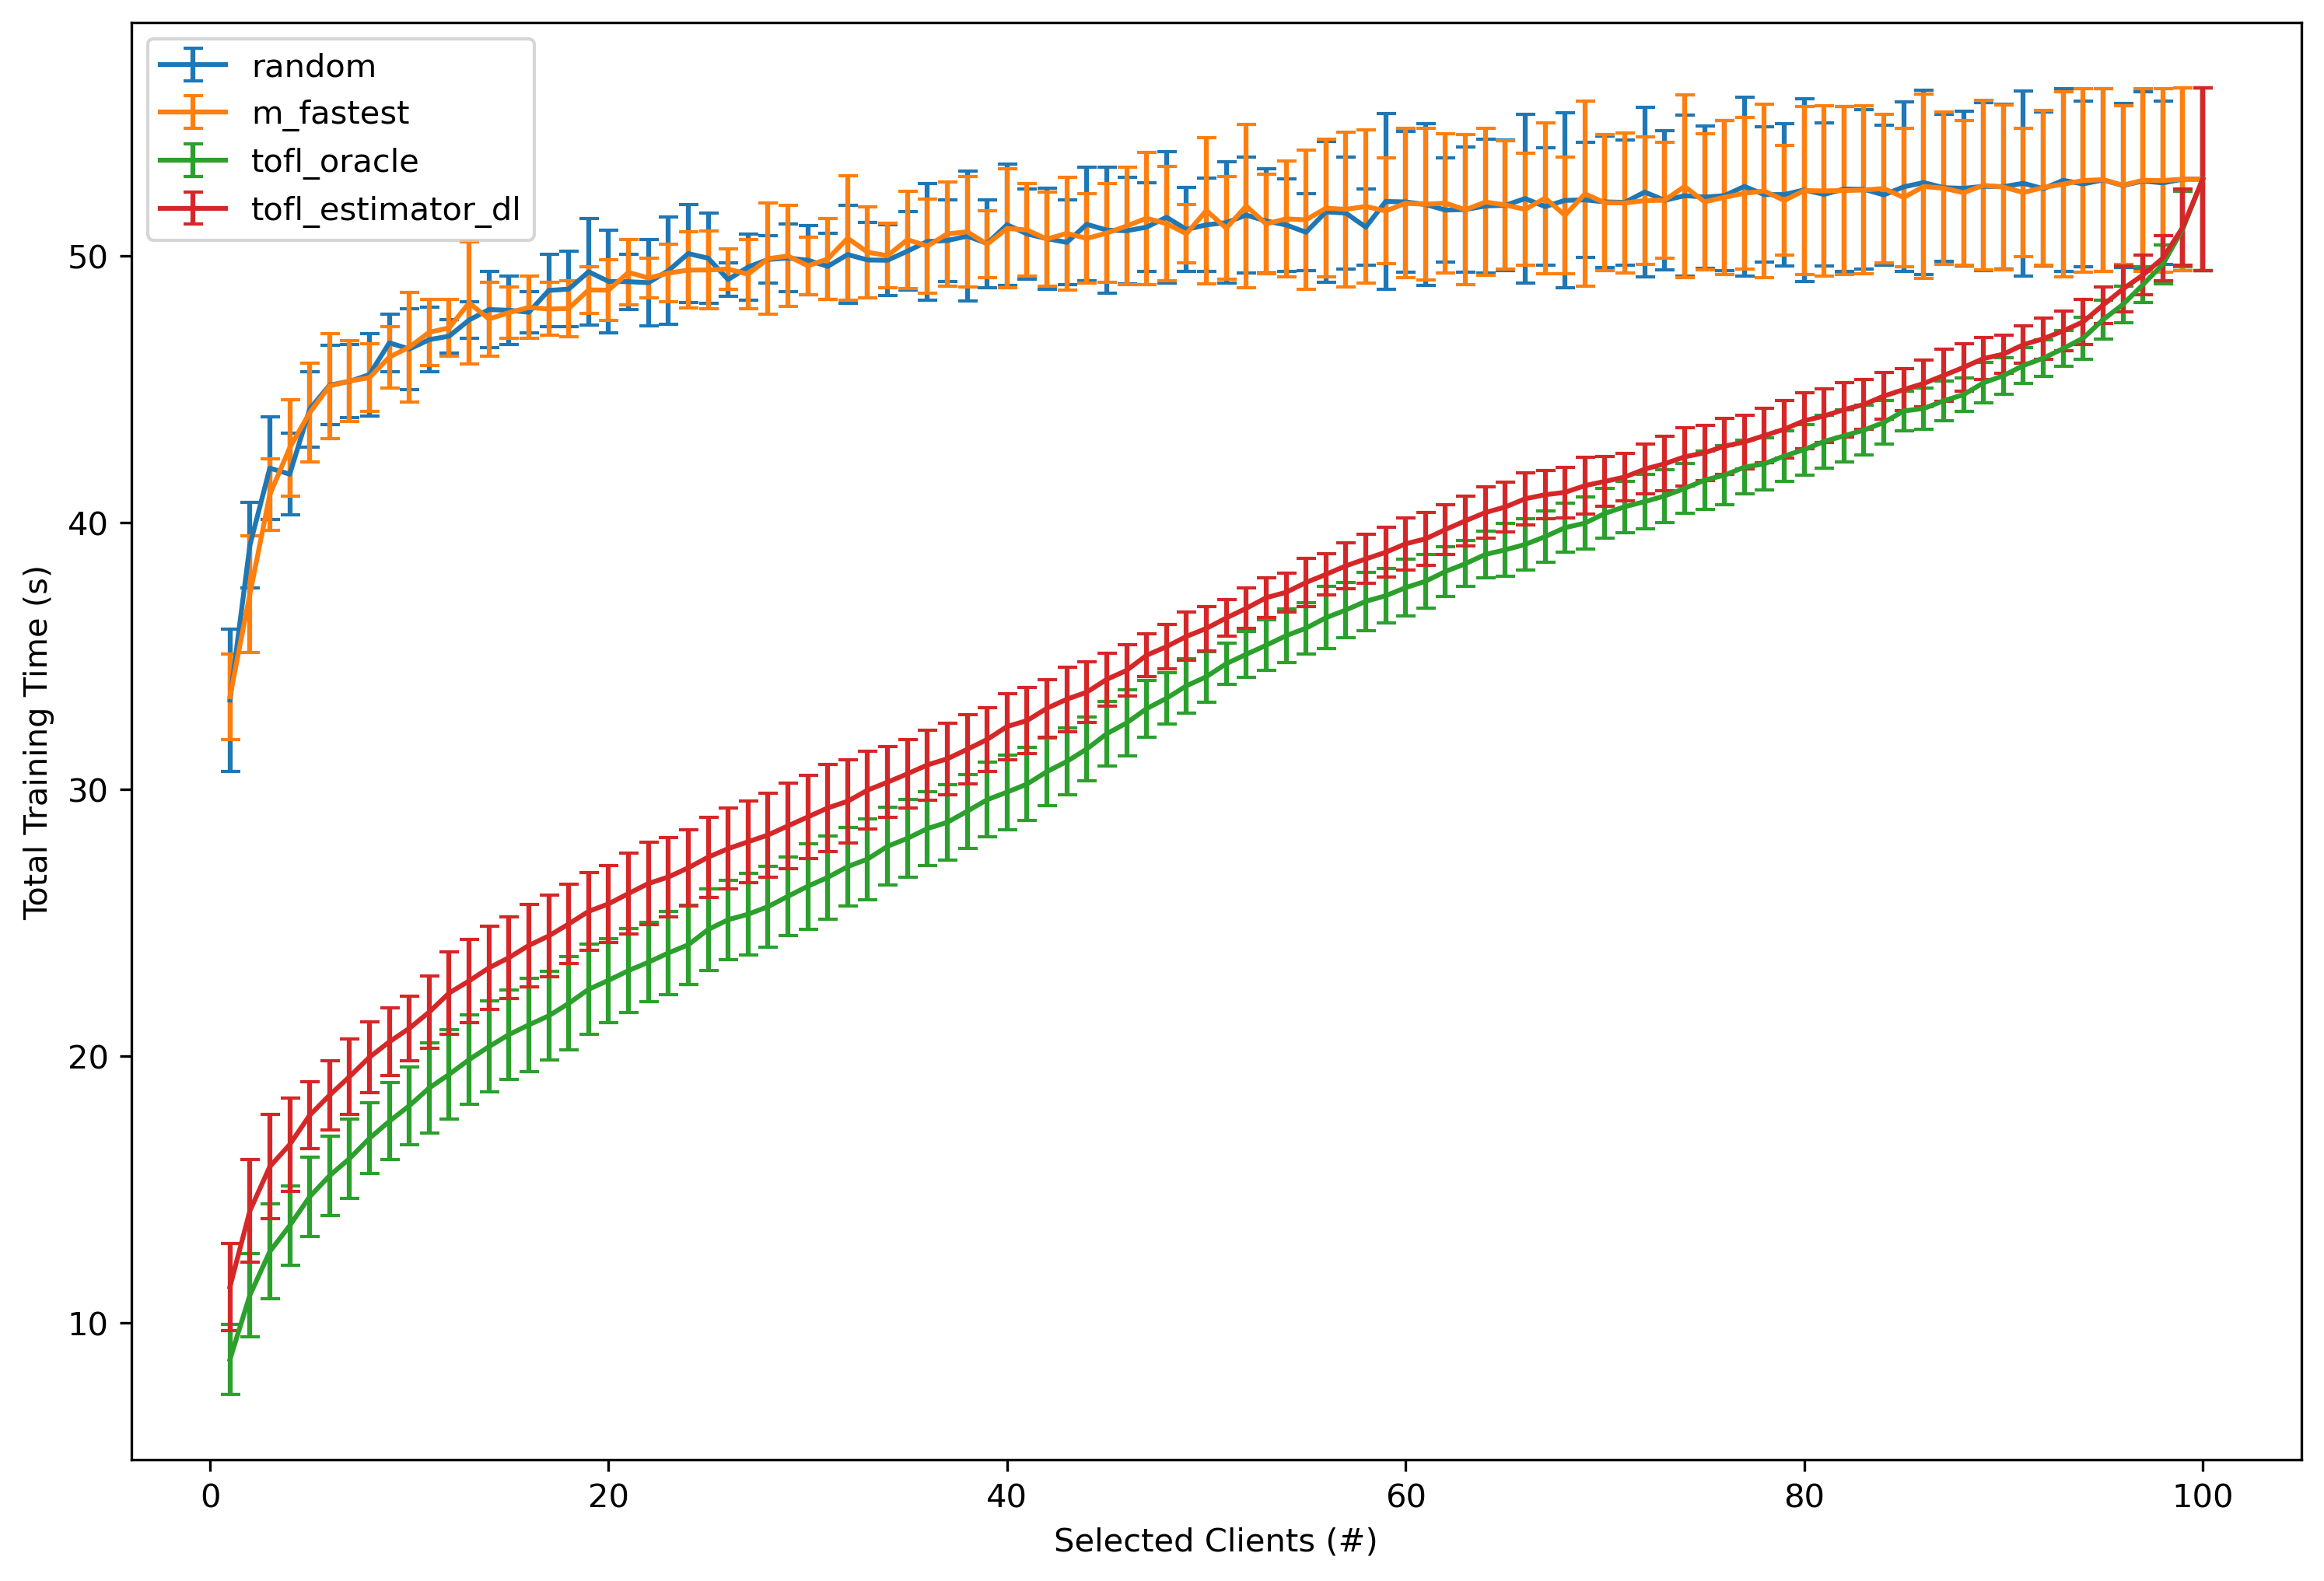 random
m_fastest
tofl_oracle
tofl_estimator_dl
50
40
30
20
10
Total Training Time (s)
0 20 40 60 80 100
Selected Clients (#)